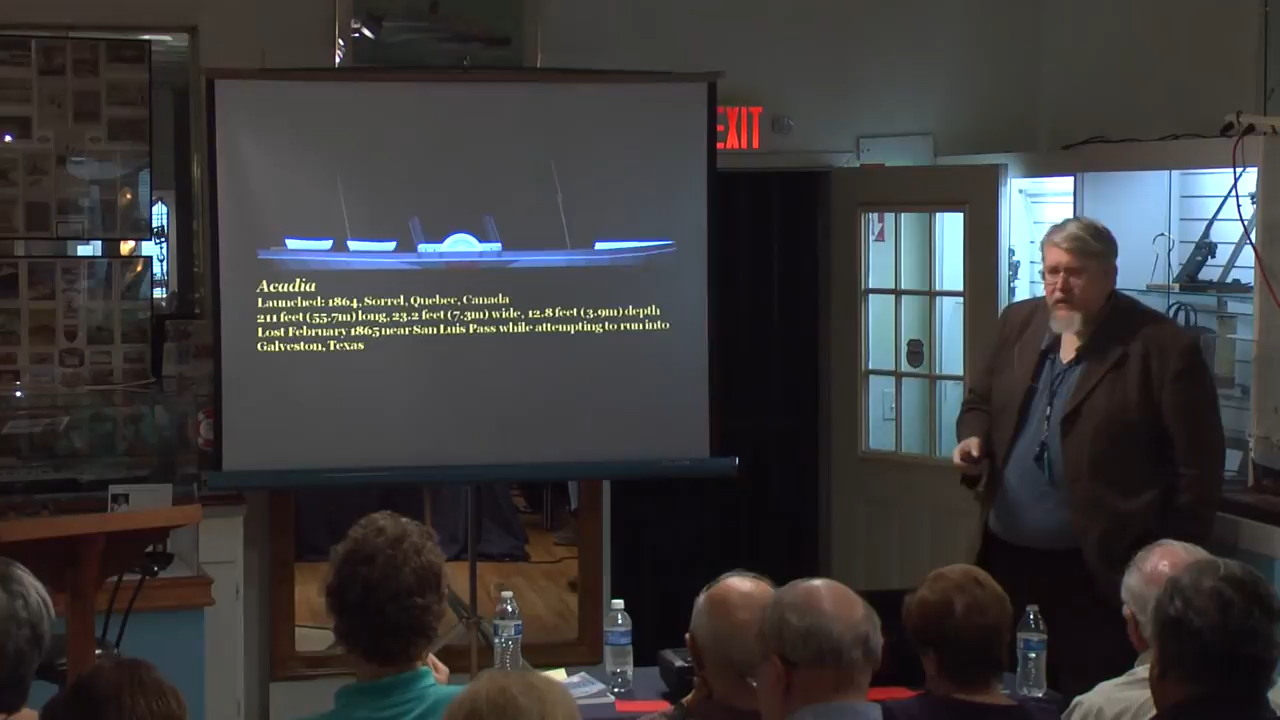 EXIT
Acadia
Launched: 1864, Sorrel, Quebec, Canada
211 feet (55.7m) long, 23.2 feet (7.3m) wide, 12.8 feet (3.9m) depth
Lost February 1865 near San Luis Pass while attempting to run into
Galveston, Texas